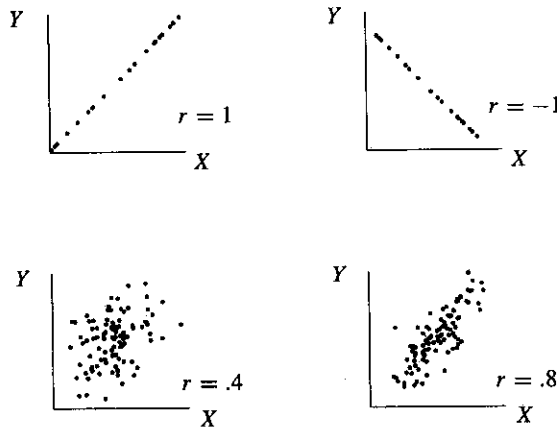 Y
Y
r = 1
r = −1
X
X
Y
Y
r = .4
r = .8
X
X